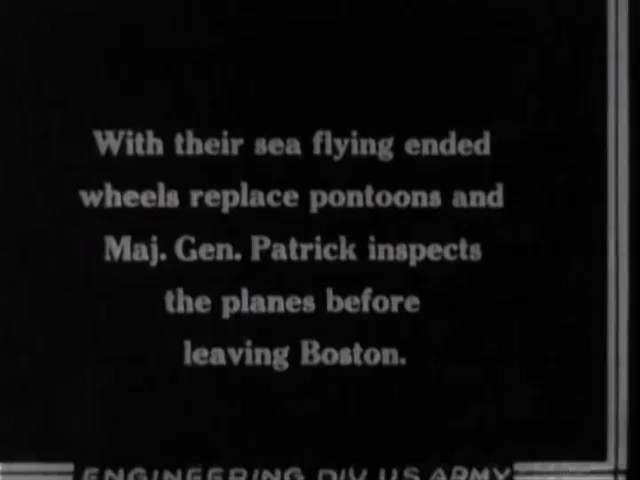 With their sea flying ended
wheels replace pontoons and
Maj. Gen. Patrick inspects
the planes before
leaving Boston.
ENGINEERING DIV. U.S. ARMY